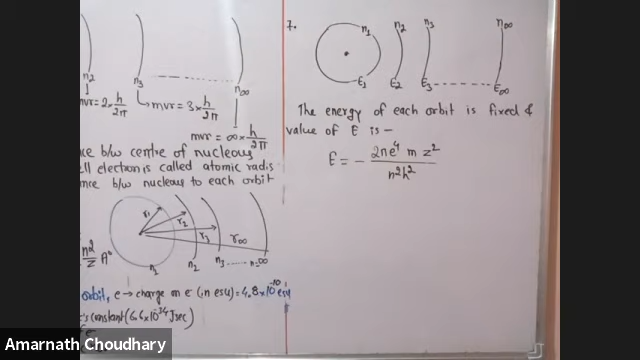 n2
n3
n∞
mvr = 2 × h/2π
mvr = 3 × h/2π
mvr = ∞ × h/2π
nce b/w centre of nucleous
ell electron is called atomic radis
ance b/w nucleus to each orbit
r1
r2
r3
r∞
n1 n2 n3 ...... n=∞
n²/Z A°
orbit, e → charge on e⁻ (in esu) = 4.8×10⁻¹⁰ esu
constant (6.6×10⁻³⁴ J sec)
7.
n1 n2 n3 n∞
E1 E2 E3 ------- E∞
The energy of each orbit is fixed &
value of E is –
E = - 2πe⁴ m z² / n²h²
Amarnath Choudhary